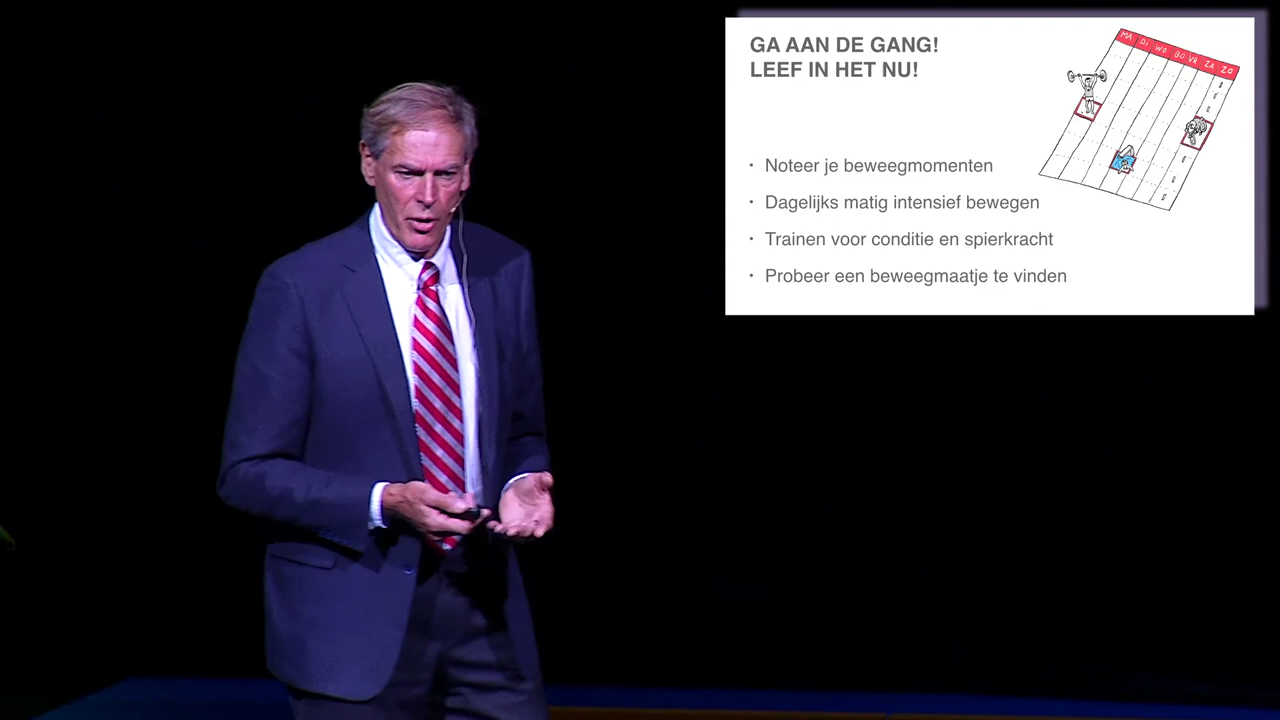 GA AAN DE GANG!
LEEF IN HET NU!
MA DI WO DO VR ZA ZO
• Noteer je beweegmomenten
• Dagelijks matig intensief bewegen
• Trainen voor conditie en spierkracht
• Probeer een beweegmaatje te vinden